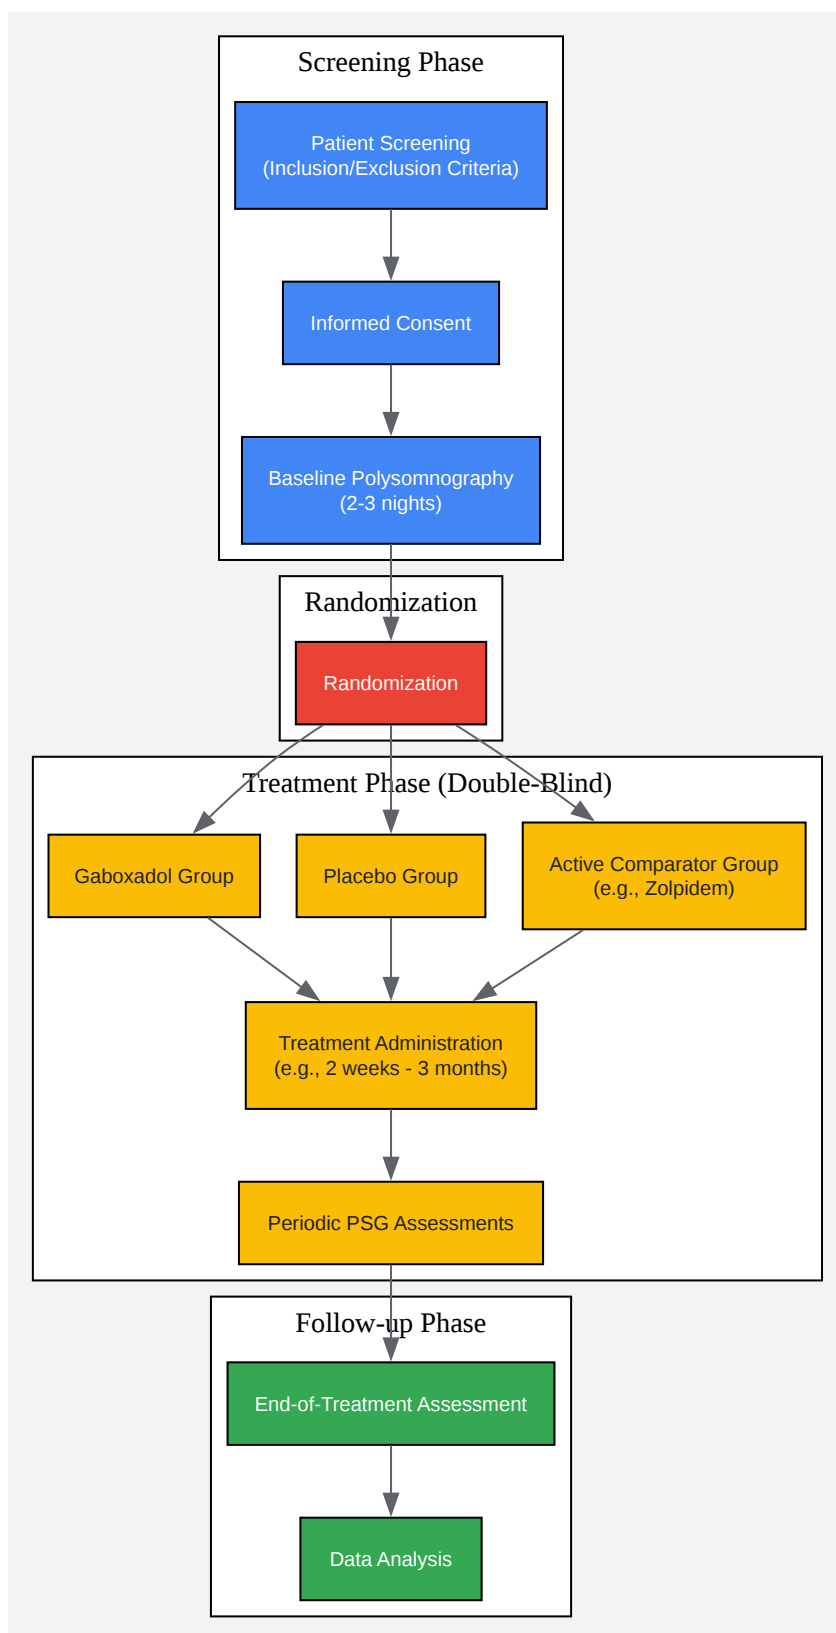 Screening Phase
Patient Screening
(Inclusion/Exclusion Criteria)
Informed Consent
Baseline Polysomnography
(2-3 nights)
Randomization
Randomization
Treatment Phase (Double-Blind)
Gaboxadol Group
Placebo Group
Active Comparator Group
(e.g., Zolpidem)
Treatment Administration
(e.g., 2 weeks - 3 months)
Periodic PSG Assessments
Follow-up Phase
End-of-Treatment Assessment
Data Analysis